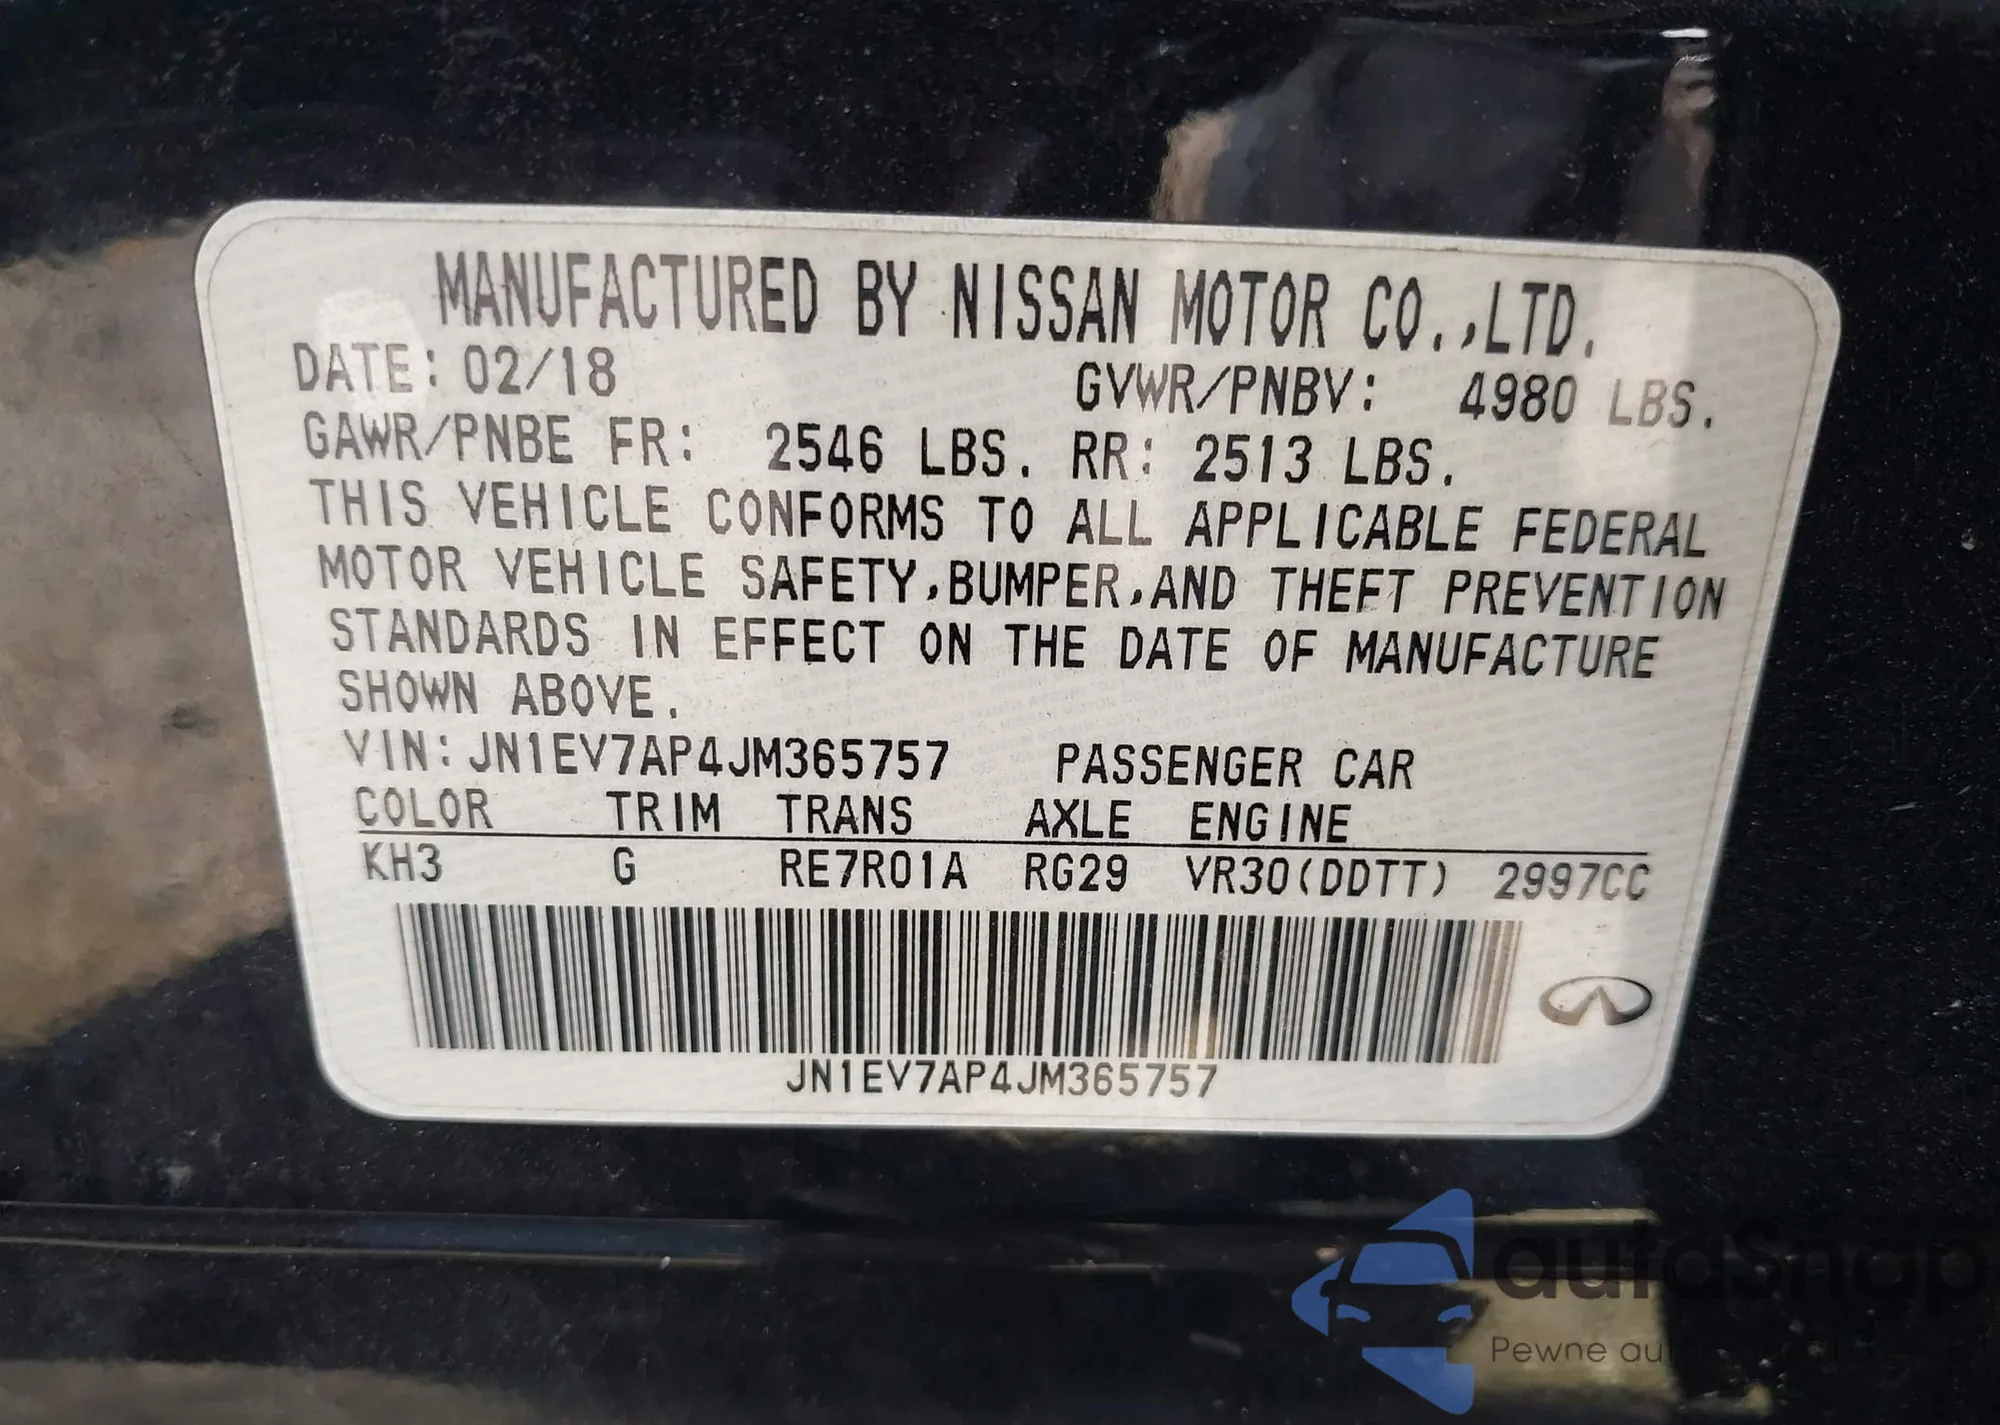 MANUFACTURED BY NISSAN MOTOR CO.,LTD.
DATE: 02/18 GVWR/PNBV: 4980 LBS.
GAWR/PNBE FR: 2546 LBS. RR: 2513 LBS.
THIS VEHICLE CONFORMS TO ALL APPLICABLE FEDERAL
MOTOR VEHICLE SAFETY,BUMPER,AND THEFT PREVENTION
STANDARDS IN EFFECT ON THE DATE OF MANUFACTURE
SHOWN ABOVE.
VIN:JN1EV7AP4JM365757 PASSENGER CAR
COLOR TRIM TRANS AXLE ENGINE
KH3 G RE7R01A RG29 VR30(DDTT) 2997CC
JN1EV7AP4JM365757
autaSnap
Pewne